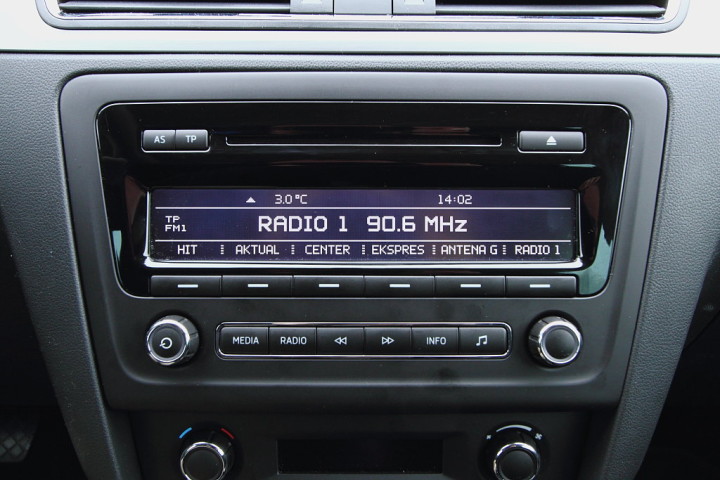 AS TP
3.0°C 14:02
TP
RADIO 1 90.6 MHz
FM1
HIT AKTUAL CENTER EKSPRES ANTENA G RADIO 1
MEDIA RADIO INFO